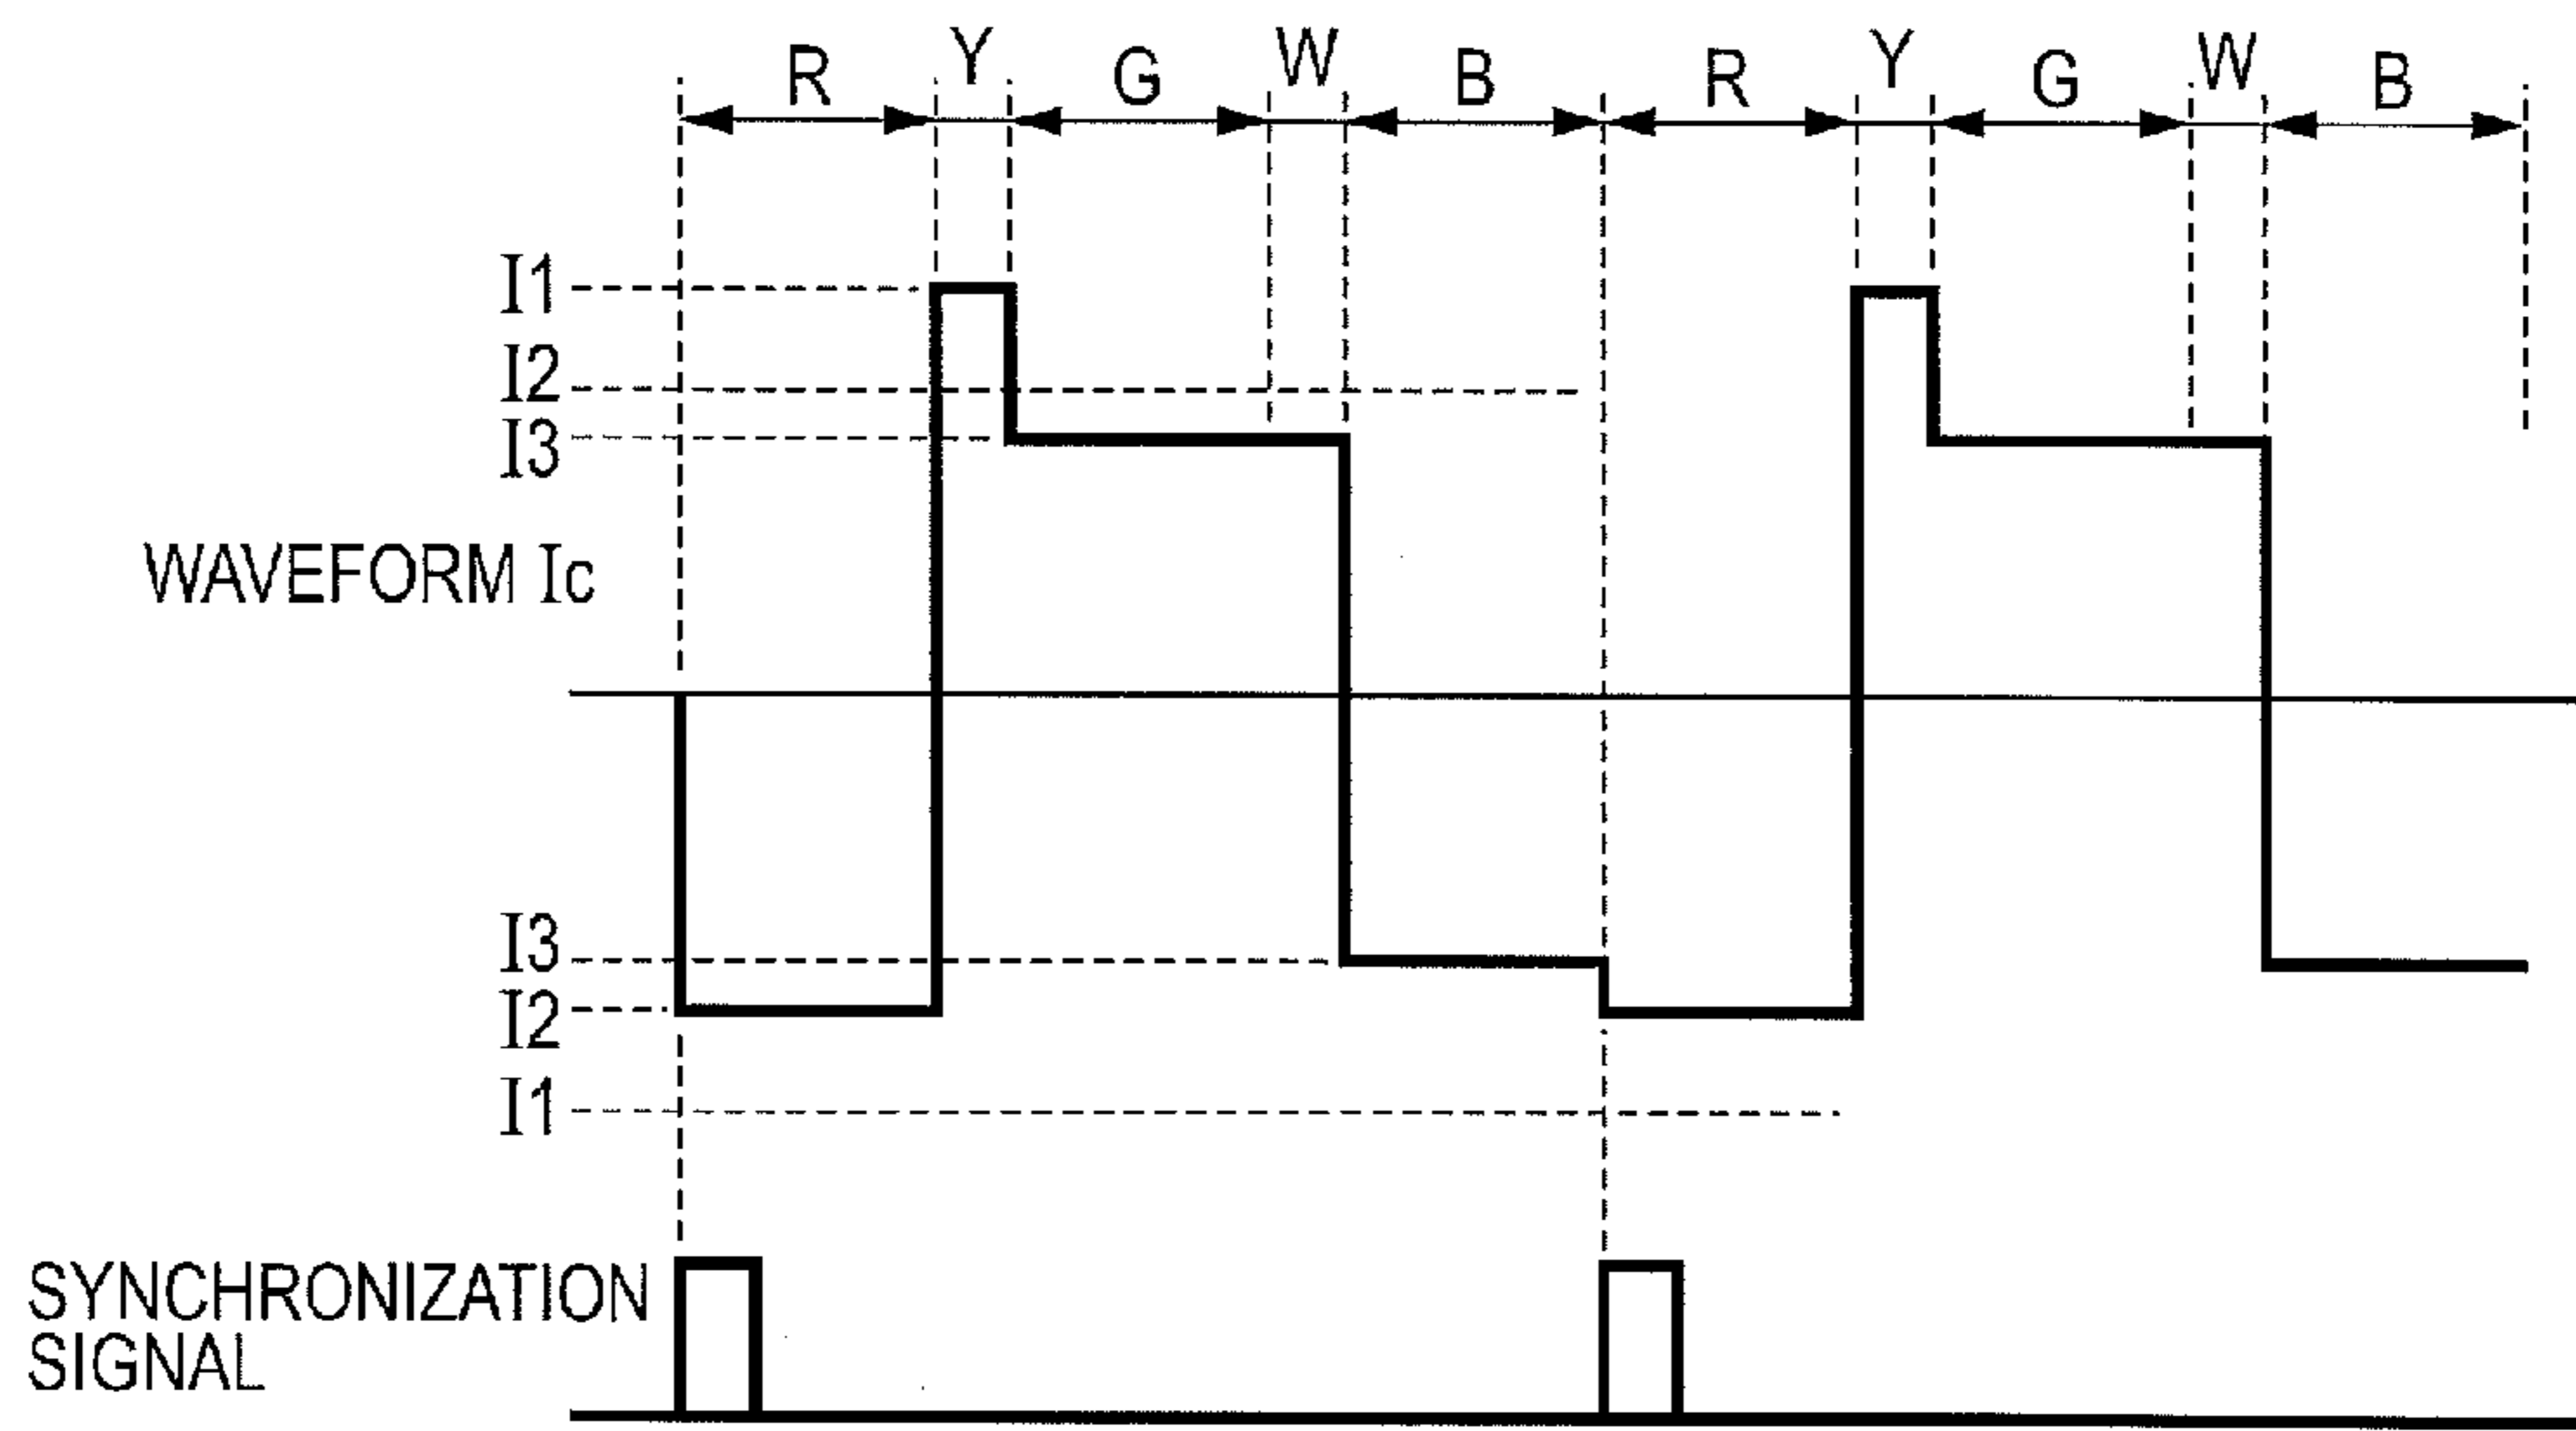 R Y G W B R Y G W B
I1
I2
I3
WAVEFORM Ic
I3
I2
I1
SYNCHRONIZATION
SIGNAL